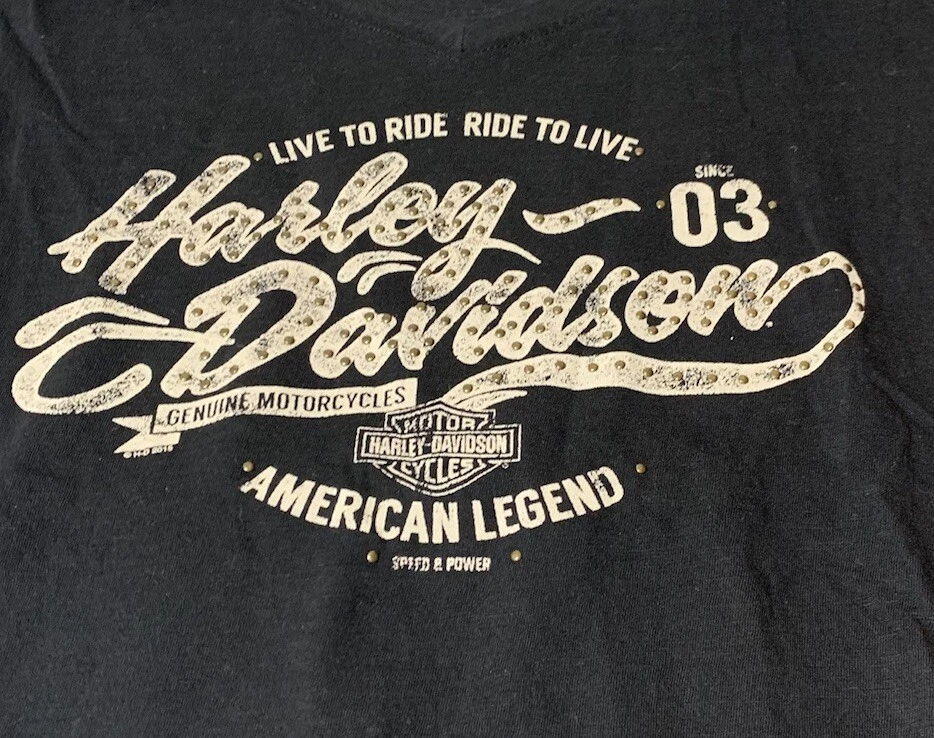 LIVE TO RIDE RIDE TO LIVE
SINCE
03
Harley-
Davidson
GENUINE MOTORCYCLES
MOTOR
HARLEY-DAVIDSON
CYCLES
AMERICAN LEGEND
SPEED & POWER